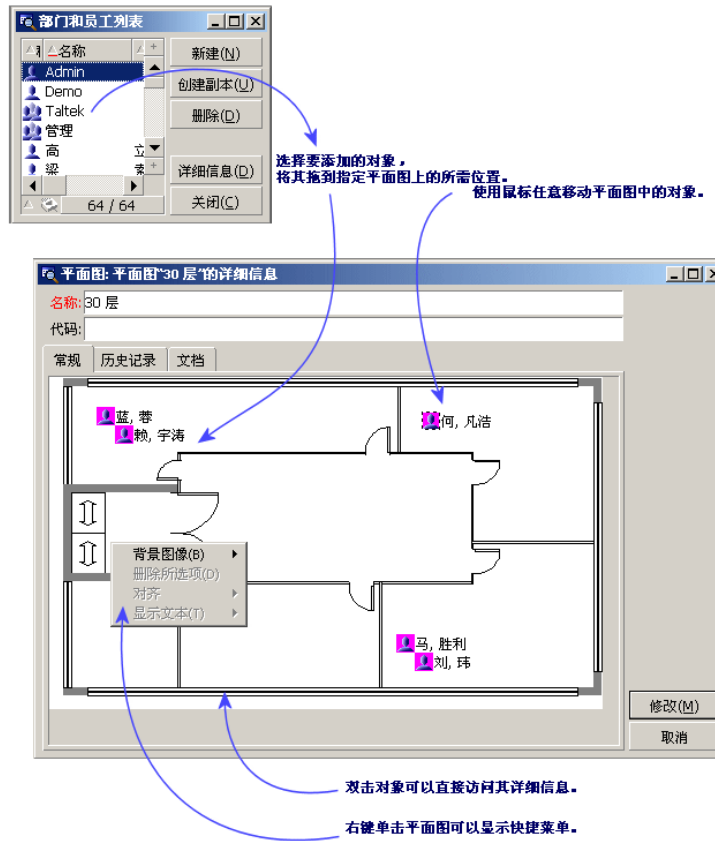 部门和员工列表
名称
新建(N)
Admin
创建副本(U)
Demo
Taltek
删除(D)
管理
高 立
梁
详细信息(D)
64 / 64
关闭(C)
选择要添加的对象，
将其拖到指定平面图上的所需位置。
使用鼠标任意移动平面图中的对象。
平面图: 平面图“30 层”的详细信息
名称: 30 层
代码:
常规 历史记录 文档
蓝, 蓉
赖, 宇涛
何, 凡浩
背景图像(B)
删除所选项(D)
对齐
显示文本(T)
马, 胜利
刘, 玮
修改(M)
取消
双击对象可以直接访问其详细信息。
右键单击平面图可以显示快捷菜单。